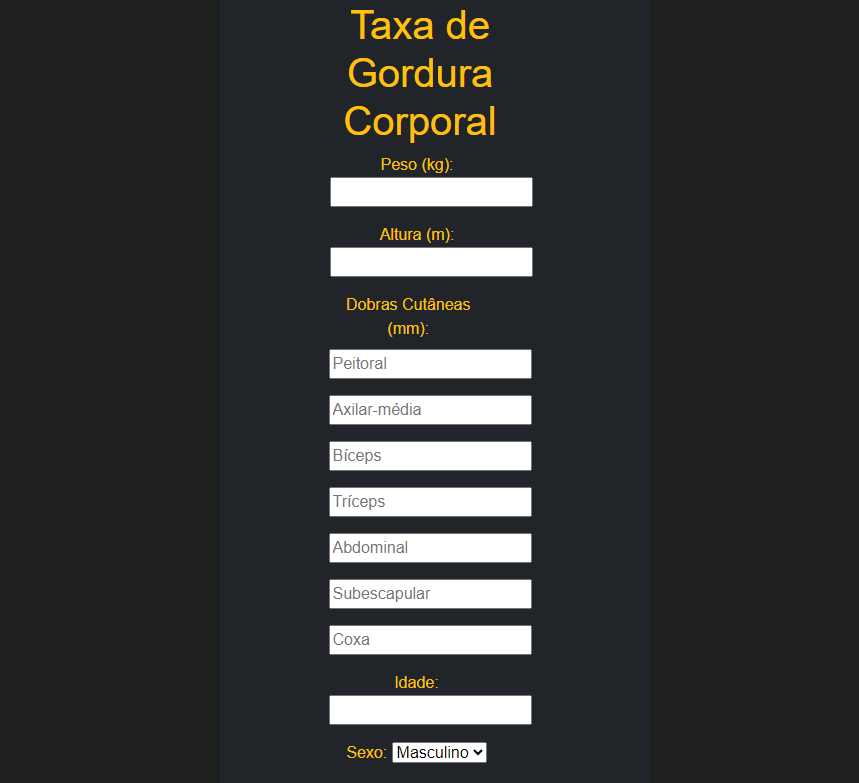 Taxa de
Gordura
Corporal
Peso (kg):
Altura (m):
Dobras Cutâneas
(mm):
Peitoral
Axilar-média
Bíceps
Tríceps
Abdominal
Subescapular
Coxa
Idade:
Sexo: Masculino